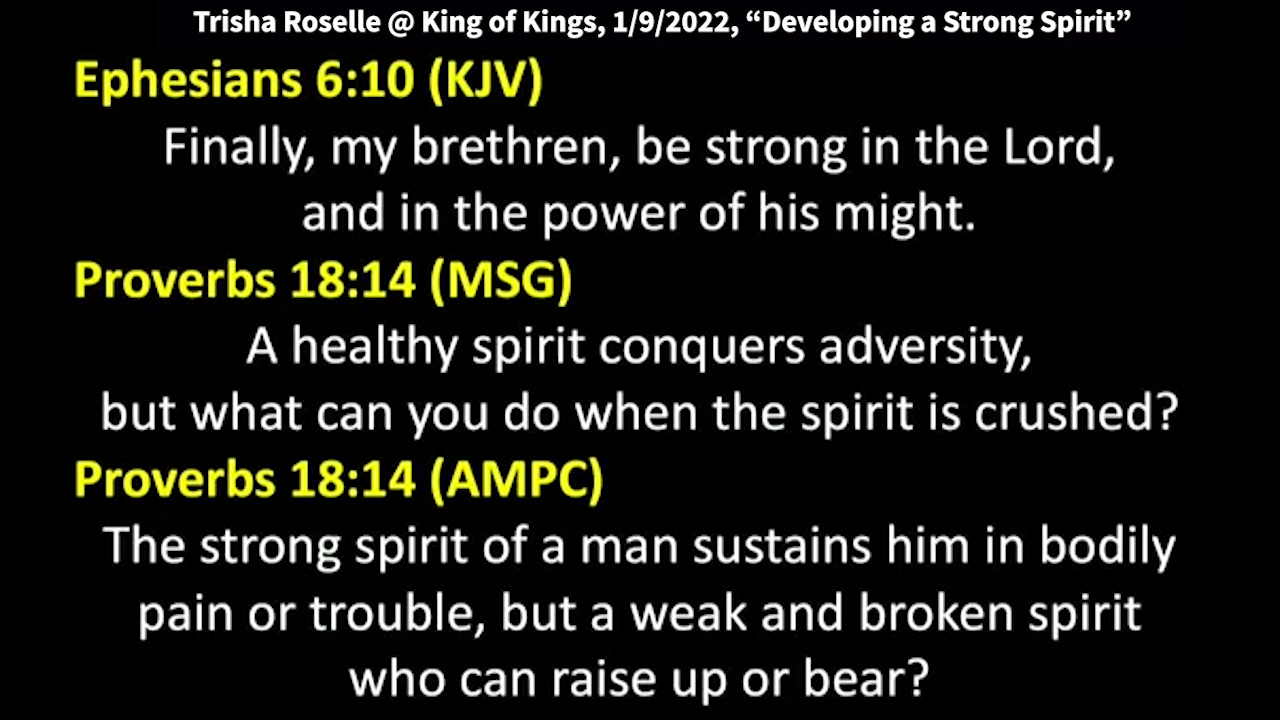 Trisha Roselle @ King of Kings, 1/9/2022, “Developing a Strong Spirit”
Ephesians 6:10 (KJV)
Finally, my brethren, be strong in the Lord,
and in the power of his might.
Proverbs 18:14 (MSG)
A healthy spirit conquers adversity,
but what can you do when the spirit is crushed?
Proverbs 18:14 (AMPC)
The strong spirit of a man sustains him in bodily
pain or trouble, but a weak and broken spirit
who can raise up or bear?